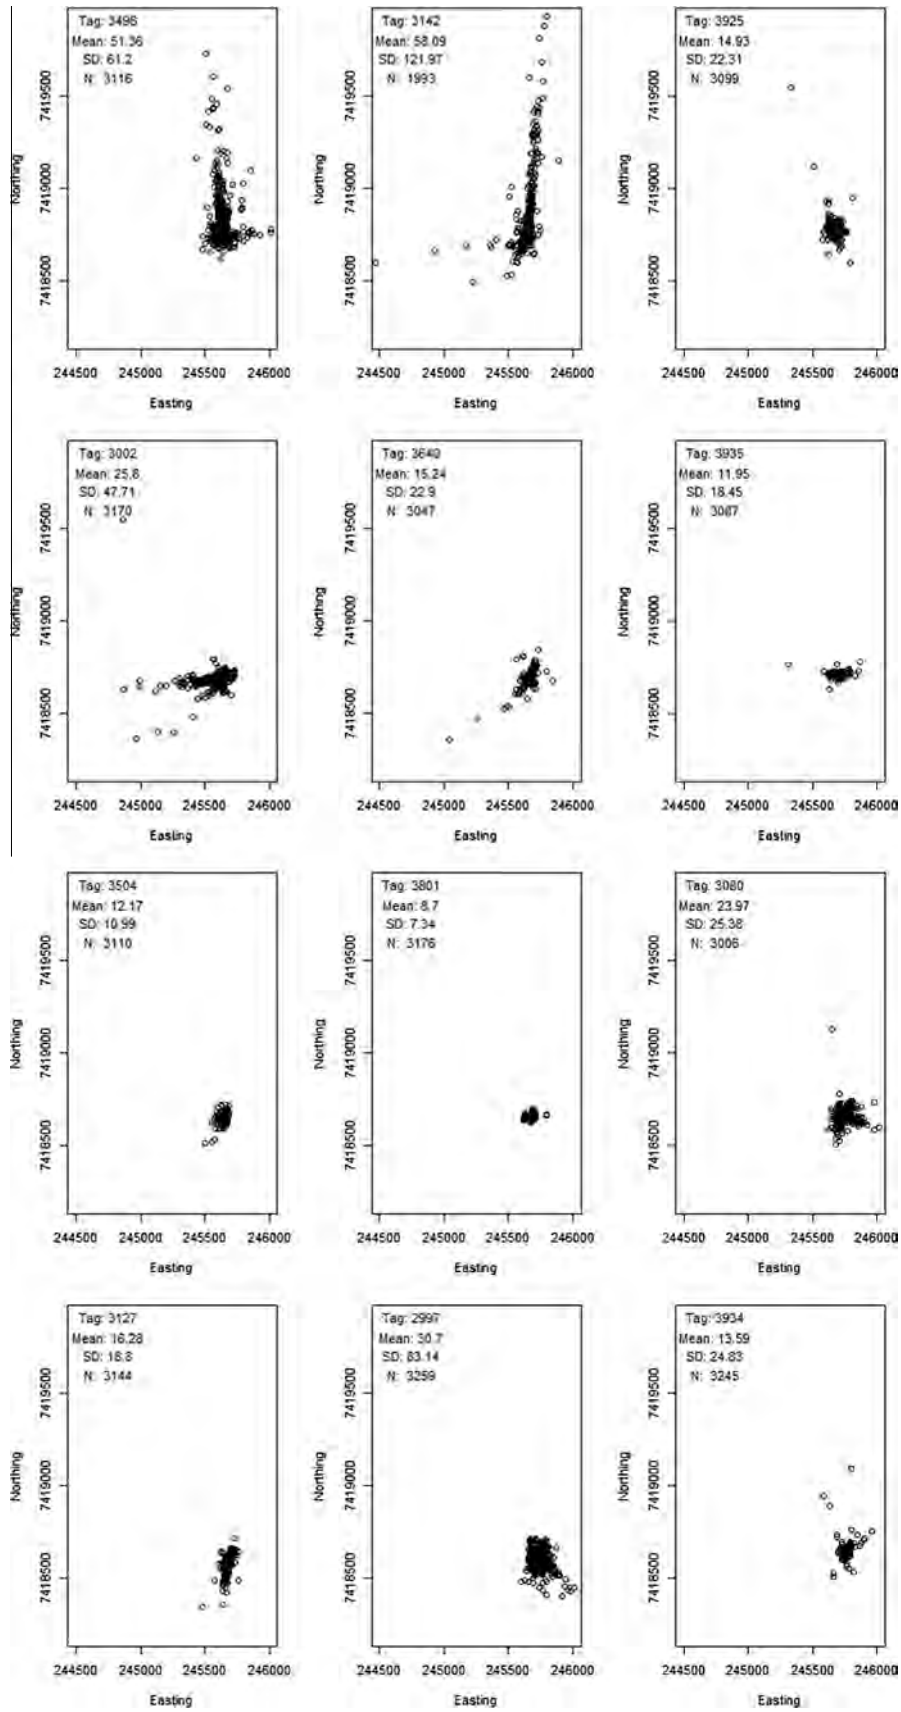 Tag: 3498
Mean: 51.36
SD: 61.2
N: 3116
Northing
7419500
7419000
7418500
244500 245000 245500 246000
Easting
Tag: 3142
Mean: 58.09
SD: 121.97
N: 1993
Northing
7419500
7419000
7418500
244500 245000 245500 246000
Easting
Tag: 3925
Mean: 14.93
SD: 22.31
N: 3099
Northing
7419500
7419000
7418500
244500 245000 245500 246000
Easting
Tag: 3002
Mean: 25.8
SD: 47.71
N: 3170
Northing
7419500
7419000
7418500
244500 245000 245500 246000
Easting
Tag: 3640
Mean: 15.24
SD: 22.9
N: 3047
Northing
7419500
7419000
7418500
244500 245000 245500 246000
Easting
Tag: 3935
Mean: 11.95
SD: 18.45
N: 3087
Northing
7419500
7419000
7418500
244500 245000 245500 246000
Easting
Tag: 3504
Mean: 12.17
SD: 10.99
N: 3110
Northing
7419500
7419000
7418500
244500 245000 245500 246000
Easting
Tag: 3801
Mean: 8.7
SD: 7.34
N: 3176
Northing
7419500
7419000
7418500
244500 245000 245500 246000
Easting
Tag: 3080
Mean: 23.97
SD: 25.38
N: 3006
Northing
7419500
7419000
7418500
244500 245000 245500 246000
Easting
Tag: 3127
Mean: 16.28
SD: 18.8
N: 3144
Northing
7419500
7419000
7418500
244500 245000 245500 246000
Easting
Tag: 2997
Mean: 30.7
SD: 83.14
N: 3259
Northing
7419500
7419000
7418500
244500 245000 245500 246000
Easting
Tag: 3934
Mean: 13.59
SD: 24.83
N: 3245
Northing
7419500
7419000
7418500
244500 245000 245500 246000
Easting